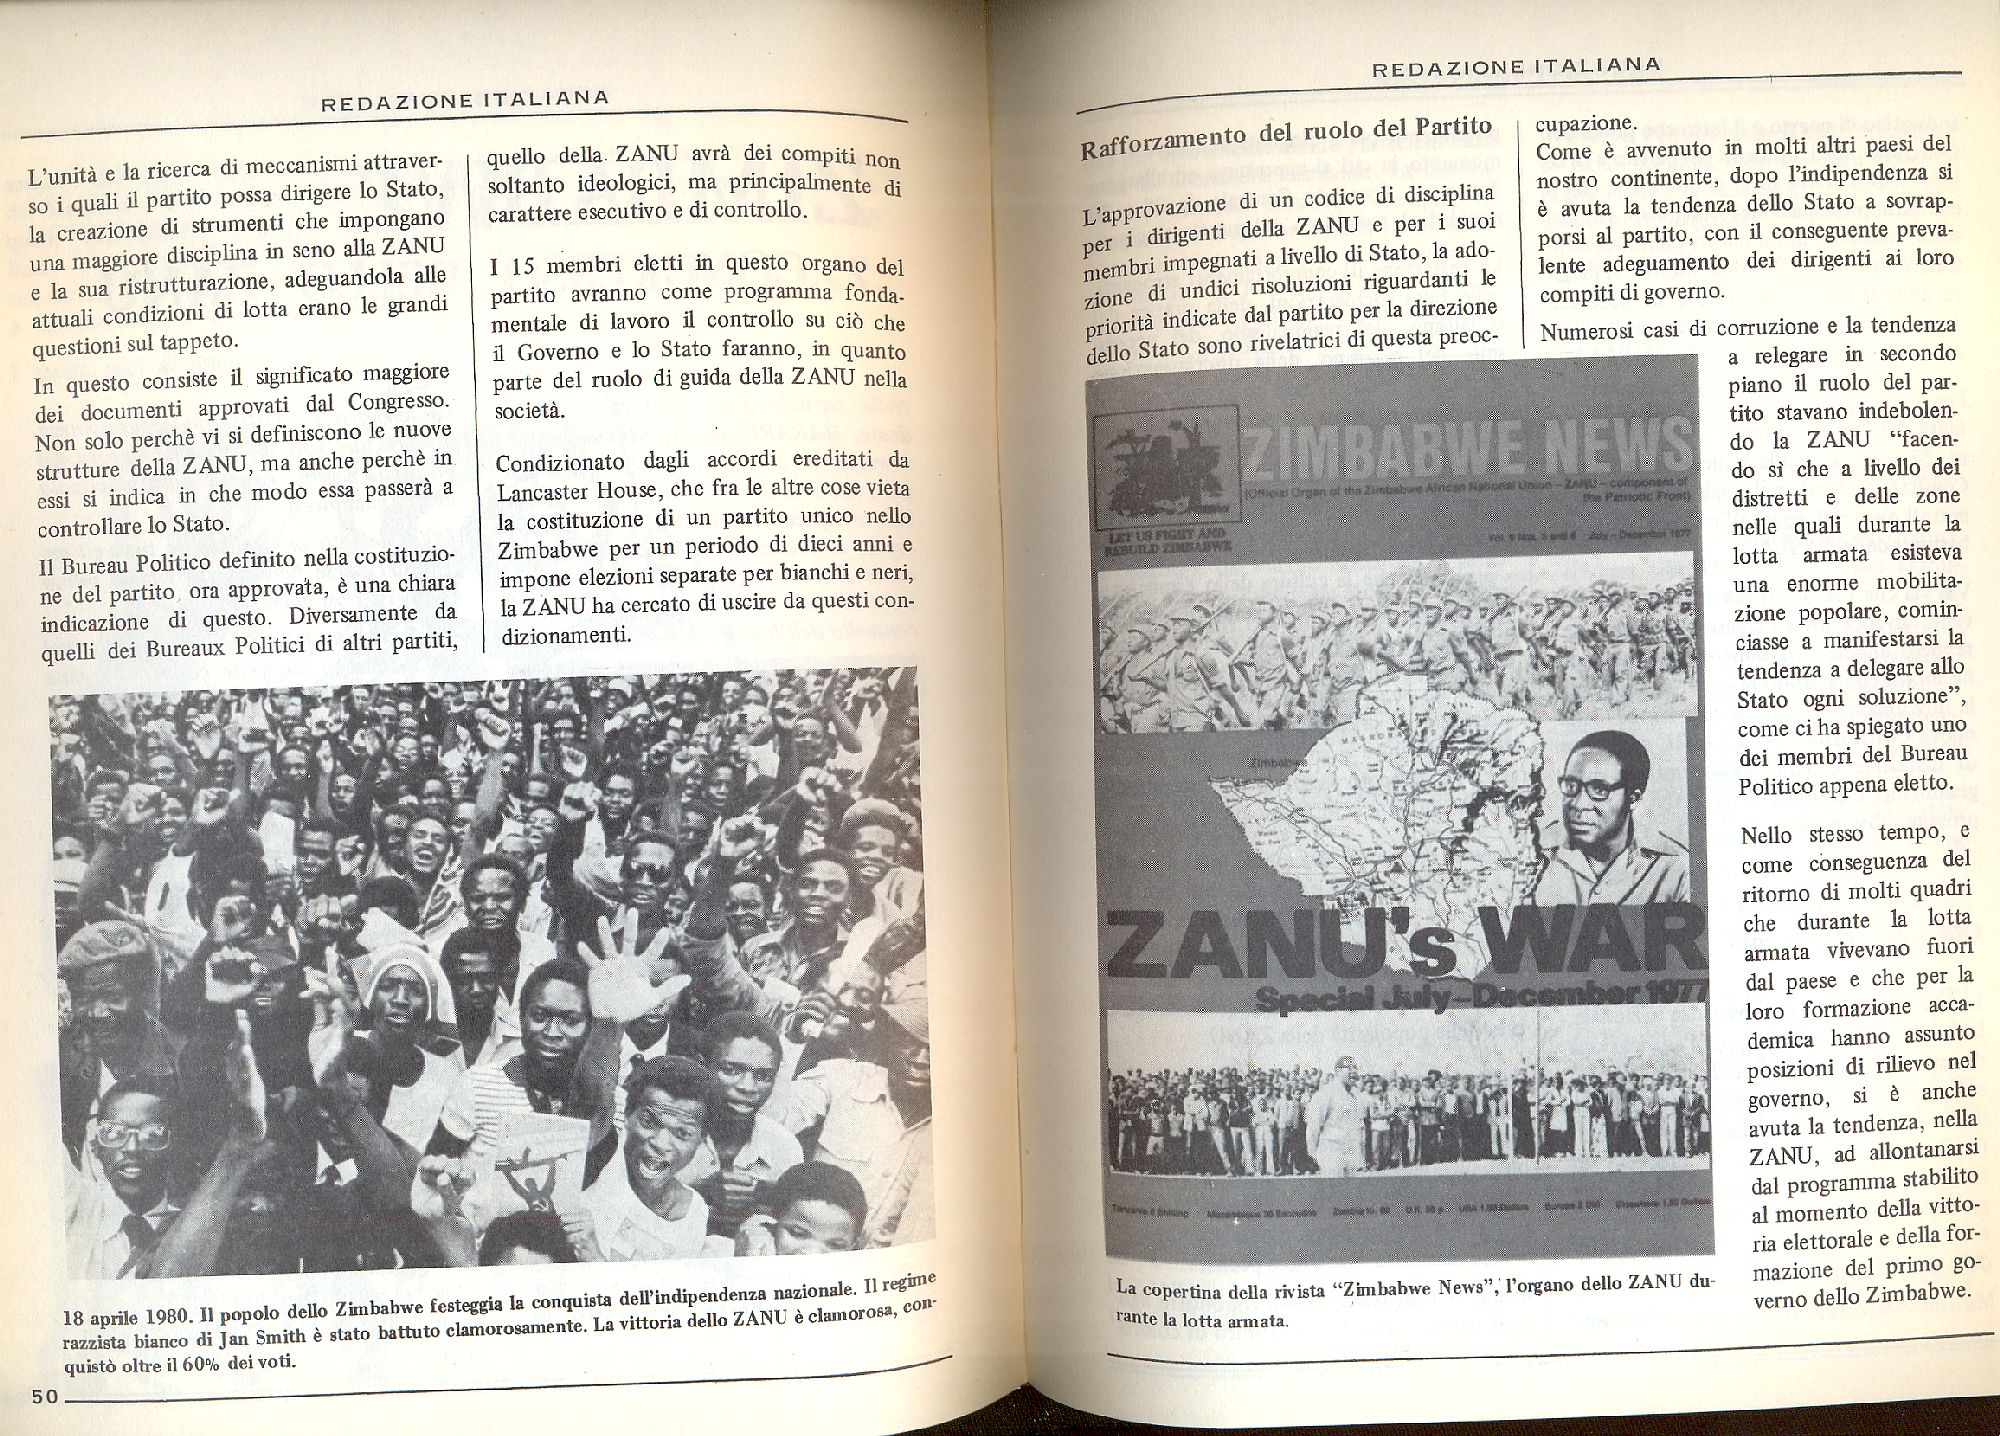 REDAZIONE ITALIANA
L'unità e la ricerca di meccanismi attraver-
so i quali il partito possa dirigere lo Stato,
la creazione di strumenti che impongano
una maggiore disciplina in seno alla ZANU
e la sua ristrutturazione, adeguandola alle
attuali condizioni di lotta erano le grandi
questioni sul tappeto.
In questo consiste il significato maggiore
dei documenti approvati dal Congresso.
Non solo perchè vi si definiscono le nuove
strutture della ZANU, ma anche perchè in
essi si indica in che modo essa passerà a
controllare lo Stato.
Il Bureau Politico definito nella costituzio-
ne del partito, ora approvata, è una chiara
indicazione di questo. Diversamente da
quelli dei Bureaux Politici di altri partiti,
quello della ZANU avrà dei compiti non
soltanto ideologici, ma principalmente di
carattere esecutivo e di controllo.
I 15 membri eletti in questo organo del
partito avranno come programma fonda-
mentale di lavoro il controllo su ciò che
il Governo e lo Stato faranno, in quanto
parte del ruolo di guida della ZANU nella
società.
Condizionato dagli accordi ereditati da
Lancaster House, che fra le altre cose vieta
la costituzione di un partito unico nello
Zimbabwe per un periodo di dieci anni e
impone elezioni separate per bianchi e neri,
la ZANU ha cercato di uscire da questi con-
dizionamenti.
18 aprile 1980. Il popolo dello Zimbabwe festeggia la conquista dell'indipendenza nazionale. Il regime
razzista bianco di Jan Smith è stato battuto clamorosamente. La vittoria dello ZANU è clamorosa, con-
quistò oltre il 60% dei voti.
50
REDAZIONE ITALIANA
Rafforzamento del ruolo del Partito
L'approvazione di un codice di disciplina
per i dirigenti della ZANU e per i suoi
membri impegnati a livello di Stato, la ado-
zione di undici risoluzioni riguardanti le
priorità indicate dal partito per la direzione
dello Stato sono rivelatrici di questa preoc-
cupazione.
Come è avvenuto in molti altri paesi del
nostro continente, dopo l'indipendenza si
è avuta la tendenza dello Stato a sovrap-
porsi al partito, con il conseguente preva-
lente adeguamento dei dirigenti ai loro
compiti di governo.
Numerosi casi di corruzione e la tendenza
a relegare in secondo
piano il ruolo del par-
tito stavano indebolen-
do la ZANU “facen-
do sì che a livello dei
distretti e delle zone
nelle quali durante la
lotta armata esisteva
una enorme mobilita-
zione popolare, comin-
ciasse a manifestarsi la
tendenza a delegare allo
Stato ogni soluzione”,
come ci ha spiegato uno
dei membri del Bureau
Politico appena eletto.
Nello stesso tempo, e
come conseguenza del
ritorno di molti quadri
che durante la lotta
armata vivevano fuori
dal paese e che per la
loro formazione acca-
demica hanno assunto
posizioni di rilievo nel
governo, si è anche
avuta la tendenza, nella
ZANU, ad allontanarsi
dal programma stabilito
al momento della vitto-
ria elettorale e della for-
mazione del primo go-
verno dello Zimbabwe.
ZIMBABWE NEWS
(Official Organ of the Zimbabwe African National Union – ZANU – component of
the Patriotic Front)
LET US FIGHT AND
REBUILD ZIMBABWE
July – December 1977
Zimbabwe
ZANU's WAR
Special July–December 1977
La copertina della rivista “Zimbabwe News”, l'organo dello ZANU du-
rante la lotta armata.